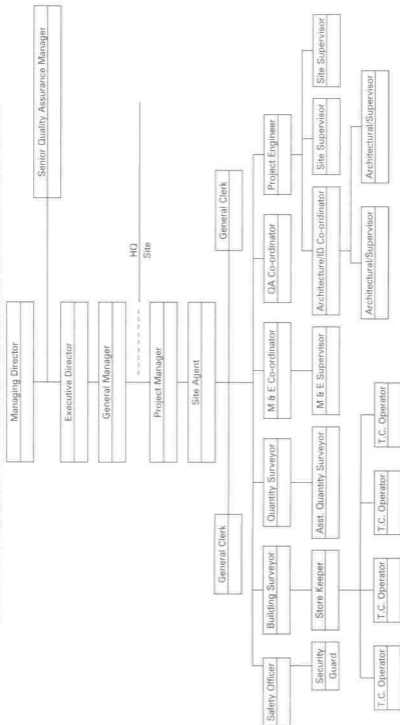 Managing Director
Senior Quality Assurance Manager
Executive Director
General Manager
HQ
Site
Project Manager
Site Agent
General Clerk
General Clerk
Safety Officer
Building Surveyor
Quantity Surveyor
M & E Co-ordinator
QA Co-ordinator
Project Engineer
Security
Guard
Store Keeper
Asst. Quantity Surveyor
M & E Supervisor
Architecture/ID Co-ordinator
Site Supervisor
Site Supervisor
T.C. Operator
T.C. Operator
T.C. Operator
T.C. Operator
Architectural/Supervisor
Architectural/Supervisor